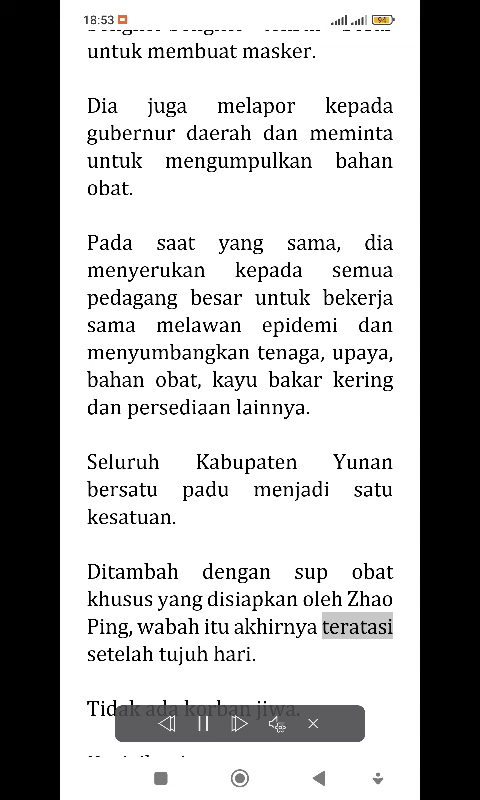 18:53
94
untuk membuat masker.
Dia juga melapor kepada
gubernur daerah dan meminta
untuk mengumpulkan bahan
obat.
Pada saat yang sama, dia
menyerukan kepada semua
pedagang besar untuk bekerja
sama melawan epidemi dan
menyumbangkan tenaga, upaya,
bahan obat, kayu bakar kering
dan persediaan lainnya.
Seluruh Kabupaten Yunan
bersatu padu menjadi satu
kesatuan.
Ditambah dengan sup obat
khusus yang disiapkan oleh Zhao
Ping, wabah itu akhirnya teratasi
setelah tujuh hari.
Tidak ada korban jiwa.